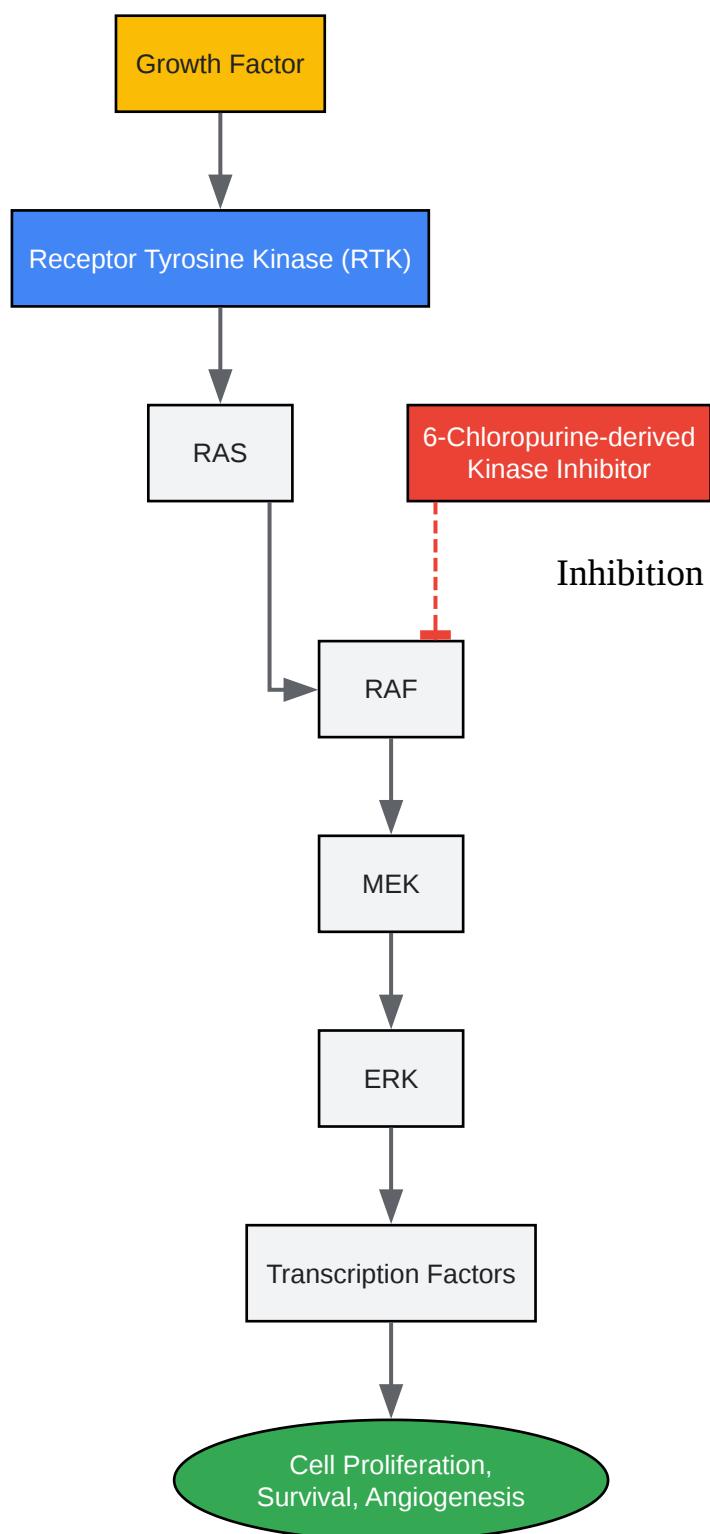 Growth Factor
Receptor Tyrosine Kinase (RTK)
RAS
6-Chloropurine-derived
Kinase Inhibitor
Inhibition
RAF
MEK
ERK
Transcription Factors
Cell Proliferation,
Survival, Angiogenesis